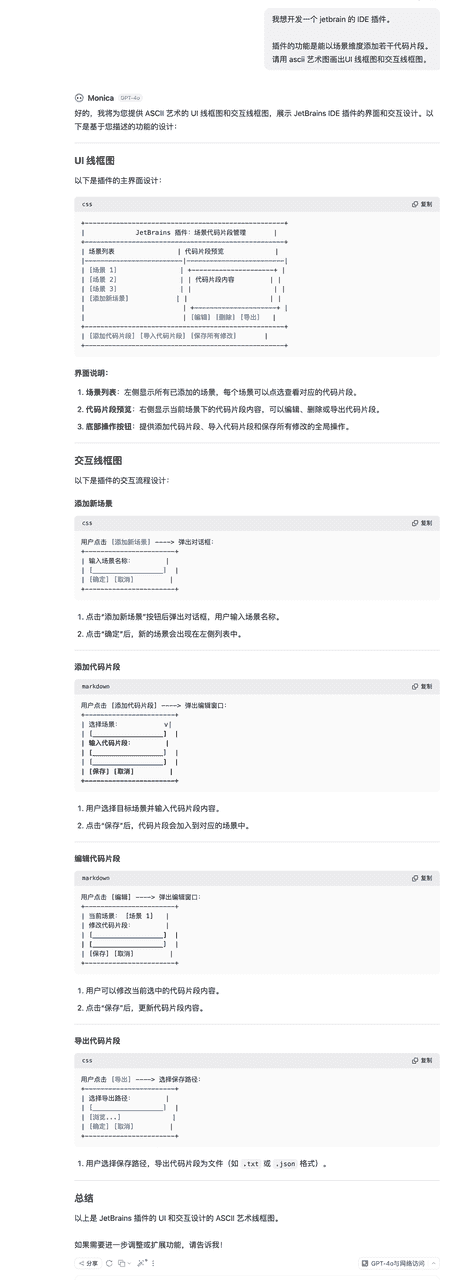 我想开发一个 jetbrain 的 IDE 插件。
插件的功能是能以场景维度添加若干代码片段。
请用 ascii 艺术图画出UI 线框图和交互线框图。
Monica GPT-4o
好的，我将为您提供 ASCII 艺术的 UI 线框图和交互线框图，展示 JetBrains IDE 插件的界面和交互设计。以
下是基于您描述的功能的设计：
UI 线框图
以下是插件的主界面设计：
css 复制
+--------------------------------------------------+
| JetBrains 插件：场景代码片段管理 |
+--------------------------------------------------+
| 场景列表 | 代码片段预览 |
|------------------------|-------------------------|
| [场景 1] | +---------------------+ |
| [场景 2] | | 代码片段内容 | |
| [场景 3] | | | |
| [添加新场景] | | | |
| | +---------------------+ |
| | [编辑] [删除] [导出] |
+--------------------------------------------------+
| [添加代码片段] [导入代码片段] [保存所有修改] |
+--------------------------------------------------+
界面说明：
1. 场景列表：左侧显示所有已添加的场景，每个场景可以点选查看对应的代码片段。
2. 代码片段预览：右侧显示当前场景下的代码片段内容，可以编辑、删除或导出代码片段。
3. 底部操作按钮：提供添加代码片段、导入代码片段和保存所有修改的全局操作。
交互线框图
以下是插件的交互流程设计：
添加新场景
css 复制
用户点击 [添加新场景] ----> 弹出对话框：
+-----------------------+
| 输入场景名称： |
| [__________________] |
| [确定] [取消] |
+-----------------------+
1. 点击“添加新场景”按钮后弹出对话框，用户输入场景名称。
2. 点击“确定”后，新的场景会出现在左侧列表中。
添加代码片段
markdown 复制
用户点击 [添加代码片段] ----> 弹出编辑窗口：
+-----------------------+
| 选择场景： v|
| [__________________] |
| 输入代码片段： |
| [__________________] |
| [__________________] |
| [保存] [取消] |
+-----------------------+
1. 用户选择目标场景并输入代码片段内容。
2. 点击“保存”后，代码片段会加入到对应的场景中。
编辑代码片段
markdown 复制
用户点击 [编辑] ----> 弹出编辑窗口：
+-----------------------+
| 当前场景： [场景 1] |
| 修改代码片段： |
| [__________________] |
| [__________________] |
| [保存] [取消] |
+-----------------------+
1. 用户可以修改当前选中的代码片段内容。
2. 点击“保存”后，更新代码片段内容。
导出代码片段
css 复制
用户点击 [导出] ----> 选择保存路径：
+-----------------------+
| 选择导出路径： |
| [__________________] |
| [浏览...] |
| [确定] [取消] |
+-----------------------+
1. 用户选择保存路径，导出代码片段为文件（如 .txt 或 .json 格式）。
总结
以上是 JetBrains 插件的 UI 和交互设计的 ASCII 艺术线框图。
如果需要进一步调整或扩展功能，请告诉我！
分享 GPT-4o与网络访问